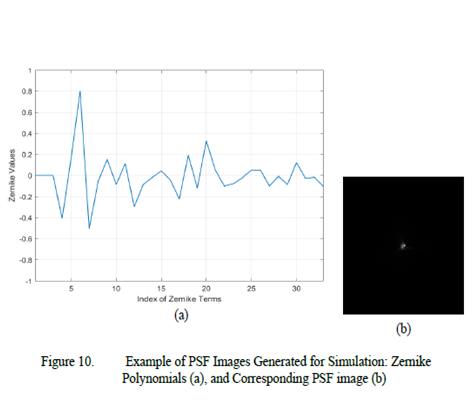 1
0.8
0.6
0.4
0.2
0
-0.2
-0.4
-0.6
-0.8
-1
Zernike Values
5 10 15 20 25 30
Index of Zernike Terms
(a)
(b)
Figure 10. Example of PSF Images Generated for Simulation: Zernike
Polynomials (a), and Corresponding PSF image (b)